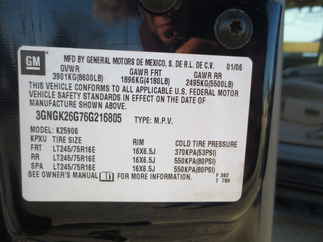 GM
MFD BY GENERAL MOTORS DE MEXICO, S. DE R.L. DE C.V. 01/06
GVWR GAWR FRT GAWR RR
3901KG(8600LB) 1896KG(4180LB) 2495KG(5500LB)
THIS VEHICLE CONFORMS TO ALL APPLICABLE U.S. FEDERAL MOTOR
VEHICLE SAFETY STANDARDS IN EFFECT ON THE DATE OF
MANUFACTURE SHOWN ABOVE.
3GNGK26G76G216805 TYPE: M.P.V.
MODEL: K25906
KPXU TIRE SIZE RIM COLD TIRE PRESSURE
FRT LT245/75R16E 16X6.5J 370KPA(53PSI)
RR LT245/75R16E 16X6.5J 550KPA(80PSI)
SPA LT245/75R16E 16X6.5J 550KPA(80PSI)
SEE OWNER'S MANUAL FOR MORE INFORMATION.